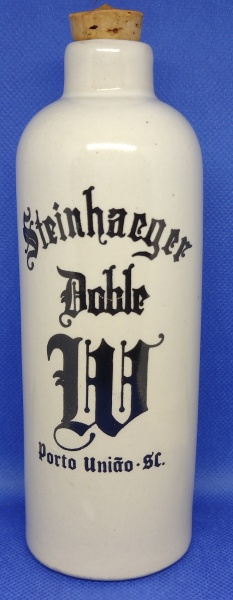 Steinhaeger
Doble
W
Porto União · SC.